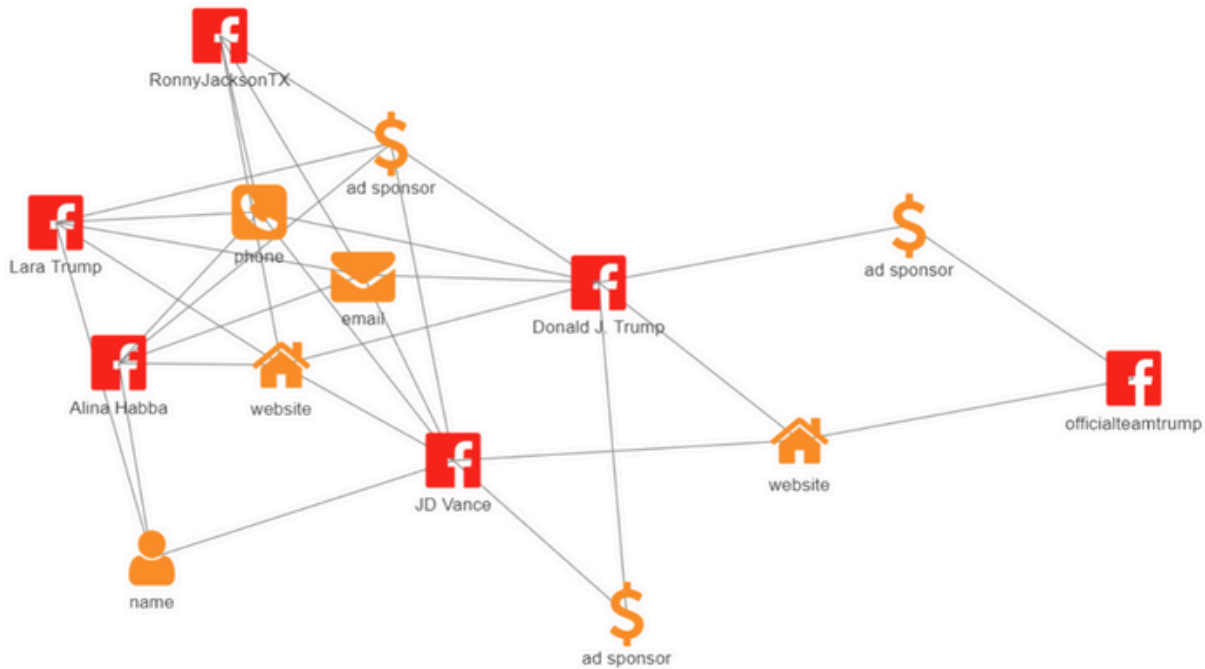 RonnyJacksonTX
ad sponsor
Lara Trump
phone
ad sponsor
email
Donald J. Trump
Alina Habba
website
officialteamtrump
JD Vance
website
name
ad sponsor